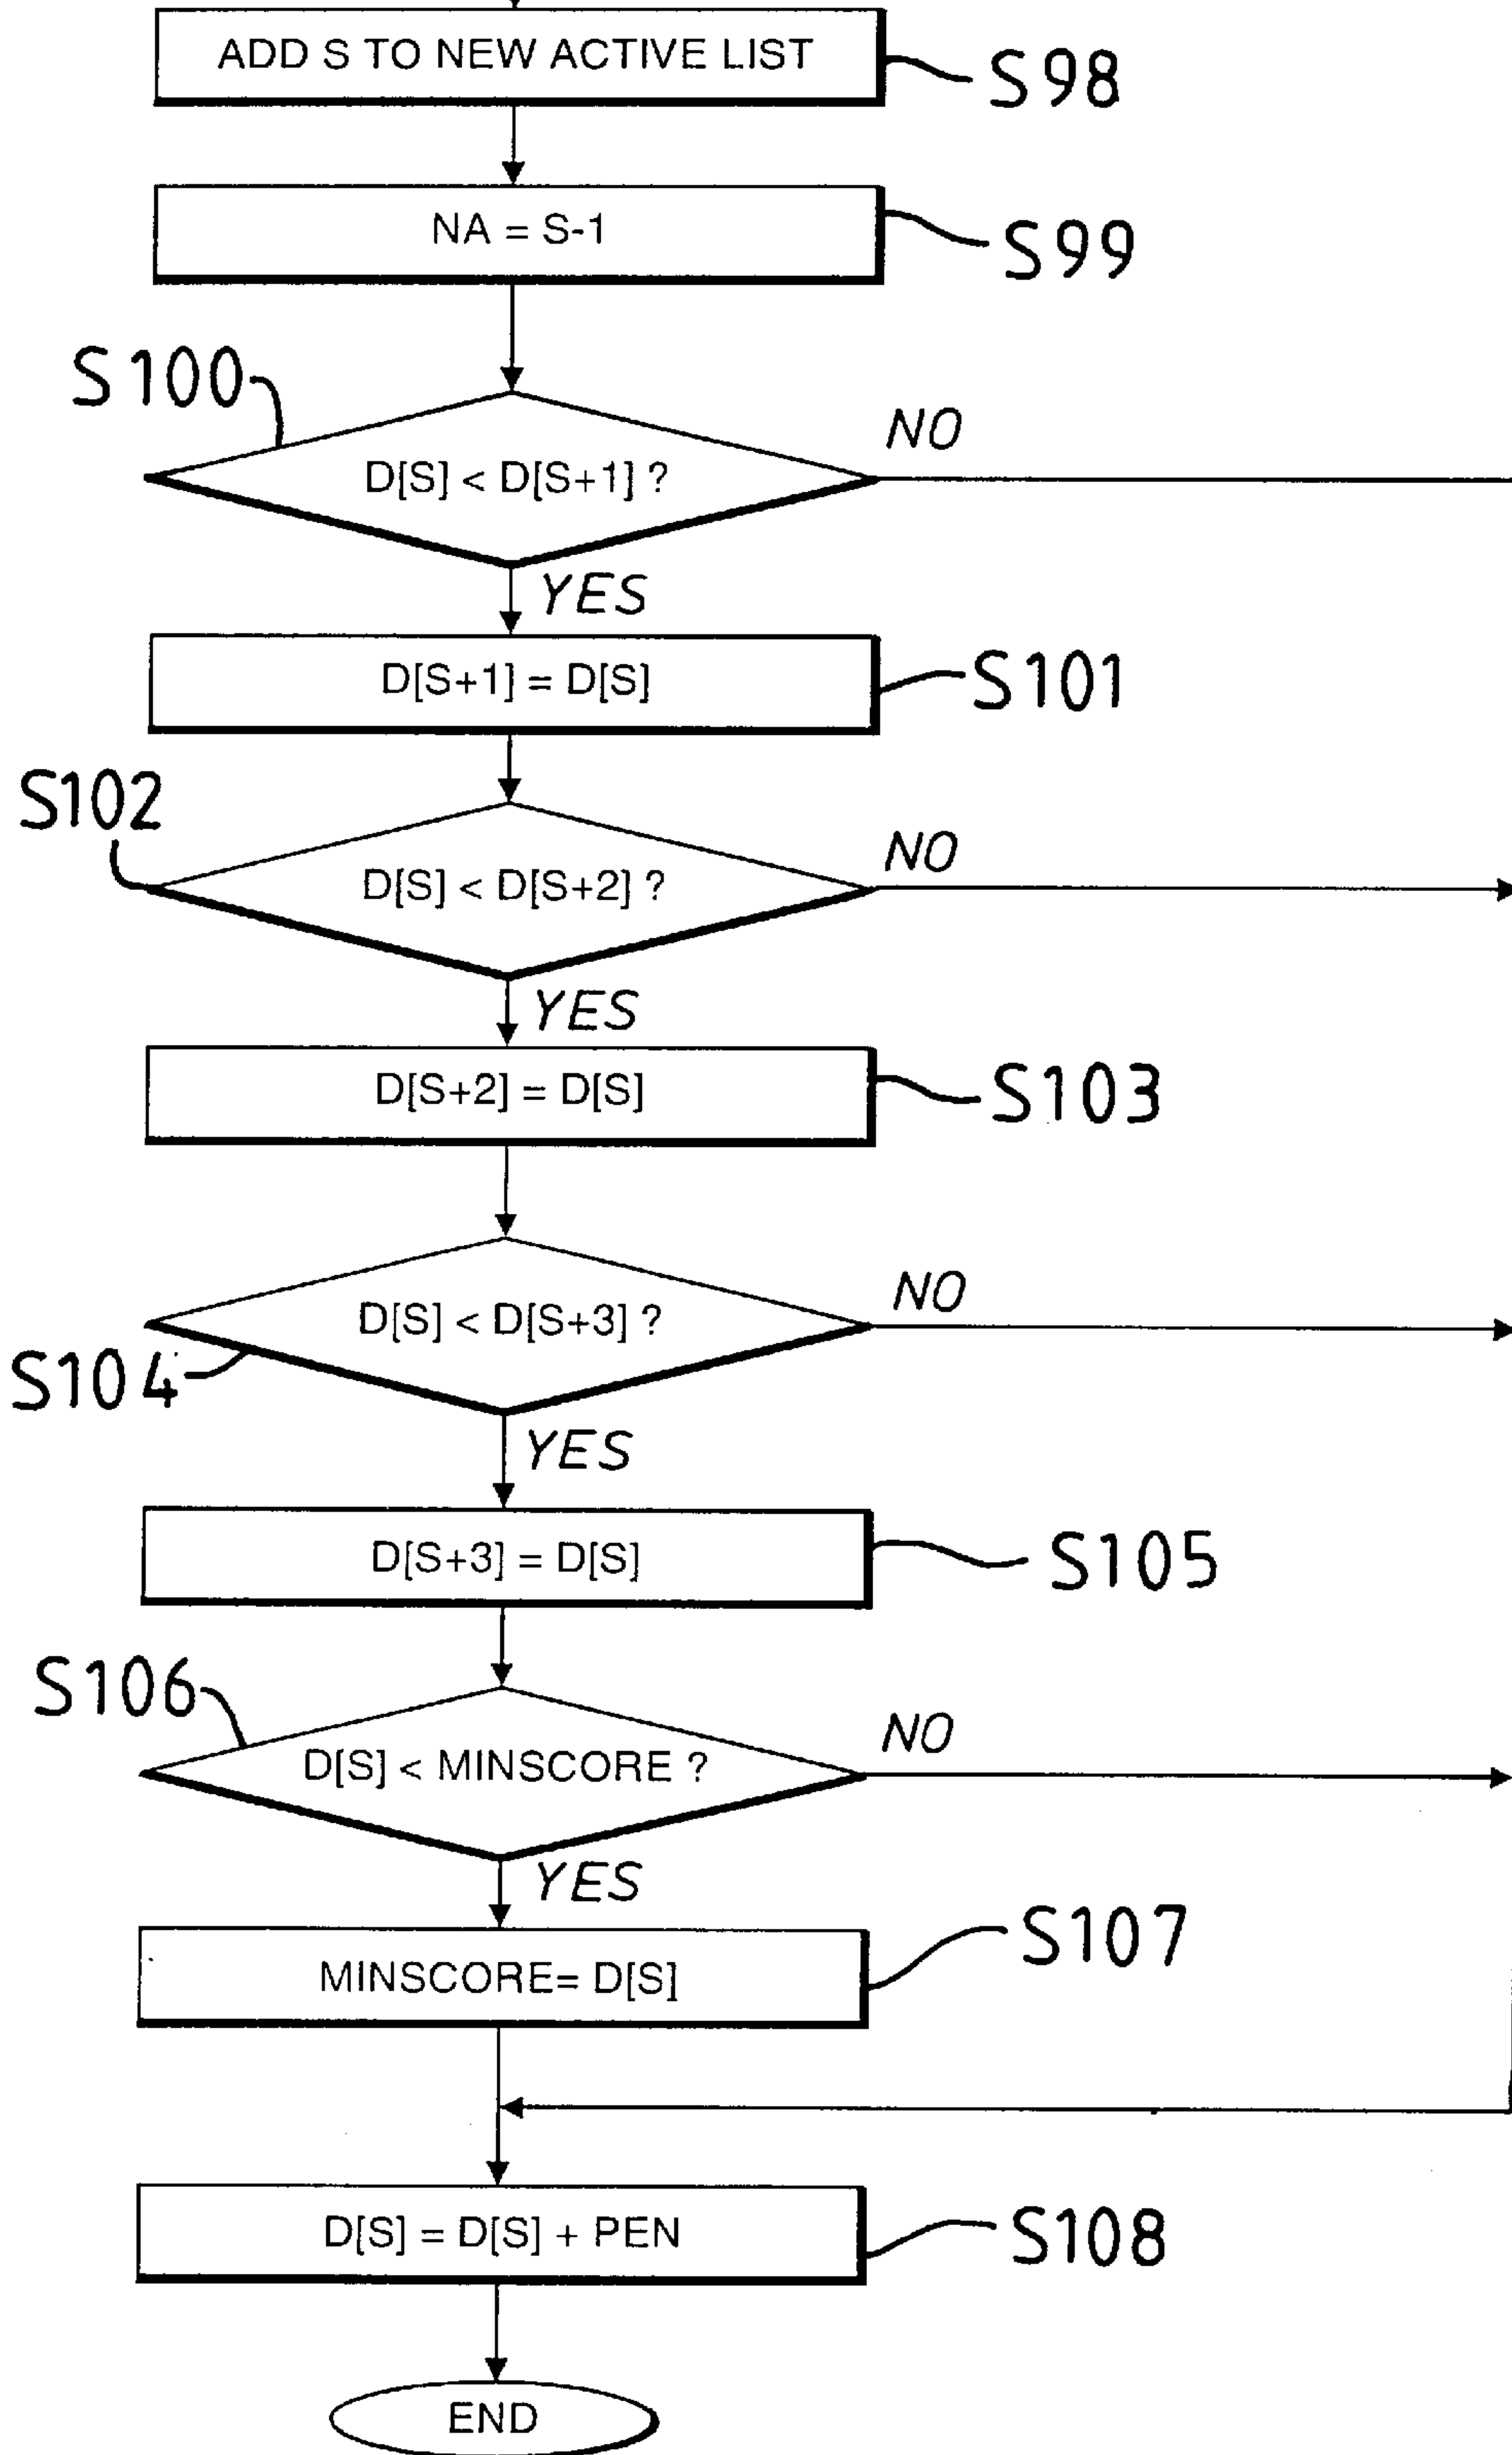 ADD S TO NEW ACTIVE LIST
S98
NA = S-1
S99
S100
D[S] < D[S+1] ?
NO
YES
D[S+1] = D[S]
S101
S102
D[S] < D[S+2] ?
NO
YES
D[S+2] = D[S]
S103
D[S] < D[S+3] ?
NO
S104
YES
D[S+3] = D[S]
S105
S106
D[S] < MINSCORE ?
NO
YES
MINSCORE= D[S]
S107
D[S] = D[S] + PEN
S108
END